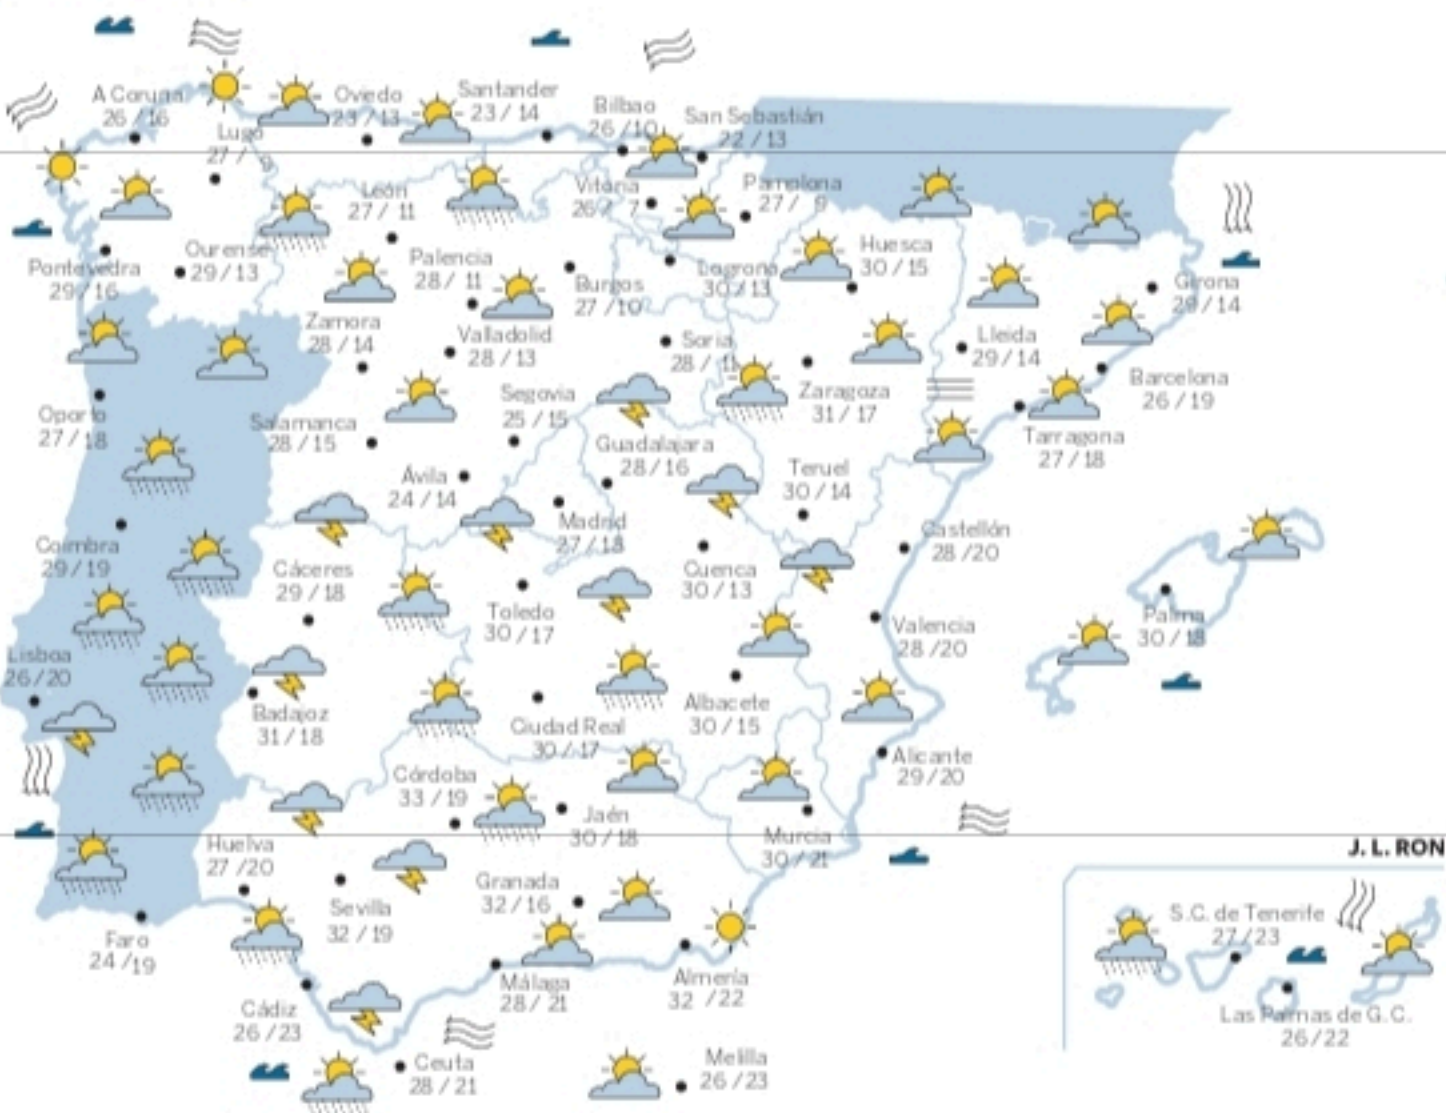 A Coruna
26 / 16
Lugo
27 / 9
Oviedo
23 / 13
Santander
23 / 14
Bilbao
26 /10
San Sebastián
22 / 13
Vitoria
26 / 7
Pamplona
27 / 9
León
27 / 11
Palencia
28 / 11
Burgos
27 /10
Logroño
30 / 13
Huesca
30 / 15
Girona
29 / 14
Pontevedra
29 / 16
Ourense
29 / 13
Zamora
28 / 14
Valladolid
28 / 13
Soria
28 / 11
Zaragoza
31 / 17
Lleida
29 / 14
Barcelona
26 / 19
Tarragona
27 / 18
Oporto
27 / 18
Salamanca
28 / 15
Segovia
25 / 15
Ávila
24 / 14
Guadalajara
28 / 16
Teruel
30 / 14
Madrid
27 / 18
Castellón
28 /20
Coimbra
29 / 19
Cáceres
29 / 18
Toledo
30 / 17
Cuenca
30 / 13
Valencia
28 /20
Palma
30 / 18
Lisboa
26 /20
Badajoz
31 / 18
Ciudad Real
30 / 17
Albacete
30 / 15
Alicante
29 /20
Córdoba
33 / 19
Jaén
30 / 18
Murcia
30 / 21
J. L. RON
Huelva
27 /20
Sevilla
32 / 19
Granada
32 / 16
Faro
24 /19
Cádiz
26 /23
Málaga
28 / 21
Almería
32 /22
Ceuta
28 / 21
Melilla
26 /23
S.C. de Tenerife
27 / 23
Las Palmas de G.C.
26 /22